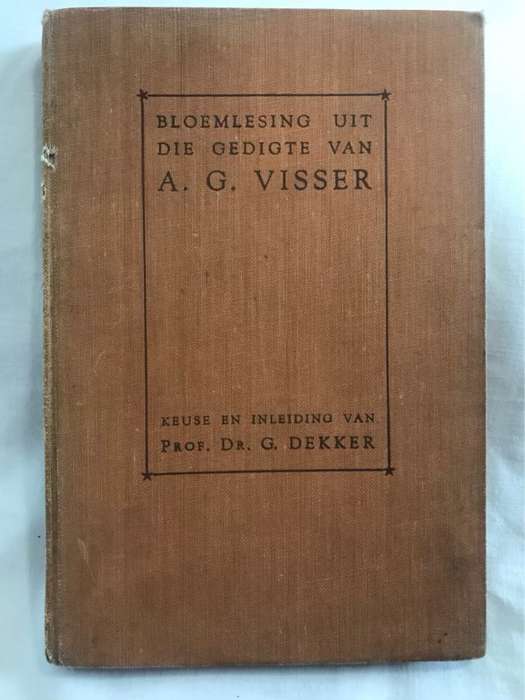 BLOEMLESING UIT
DIE GEDIGTE VAN
A. G. VISSER
KEUSE EN INLEIDING VAN
PROF. DR. G. DEKKER